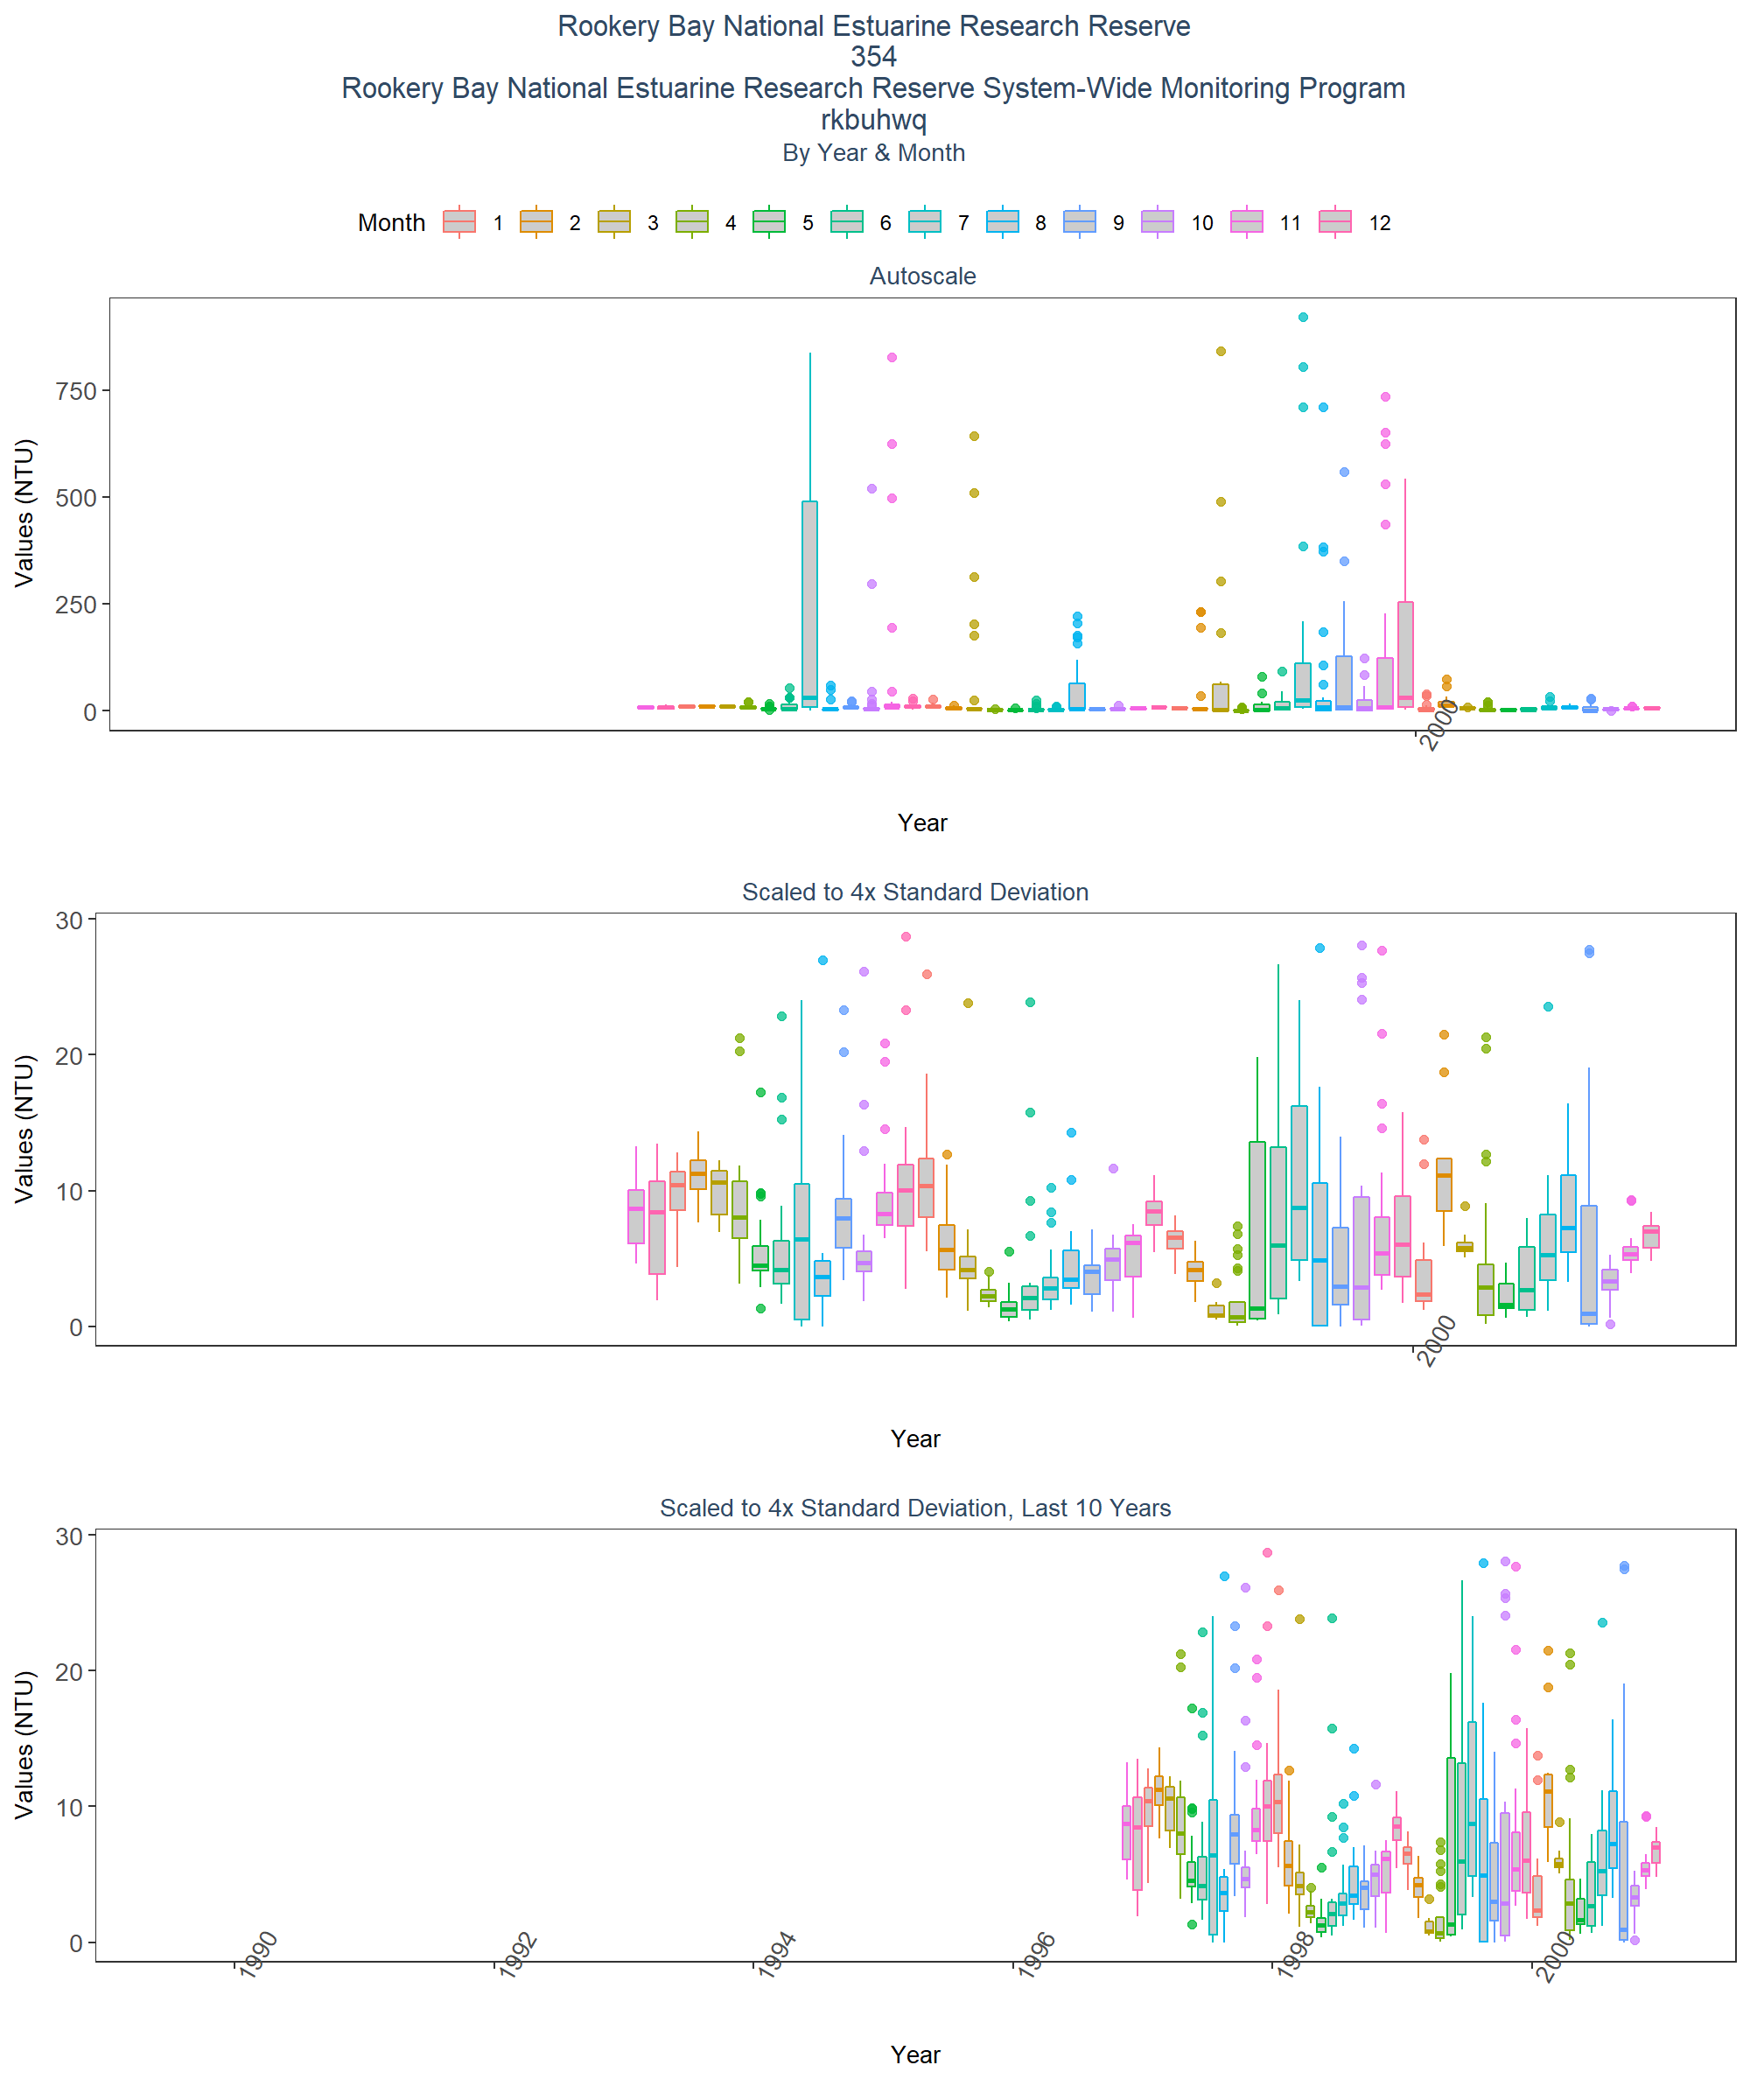 Rookery Bay National Estuarine Research Reserve
354
Rookery Bay National Estuarine Research Reserve System-Wide Monitoring Program
rkbuhwq
By Year & Month
Month 1 2 3 4 5 6 7 8 9 10 11 12
Autoscale
Values (NTU)
750
500
250
0
2000
Year
Scaled to 4x Standard Deviation
Values (NTU)
30
20
10
0
2000
Year
Scaled to 4x Standard Deviation, Last 10 Years
Values (NTU)
30
20
10
0
1990 1992 1994 1996 1998 2000
Year